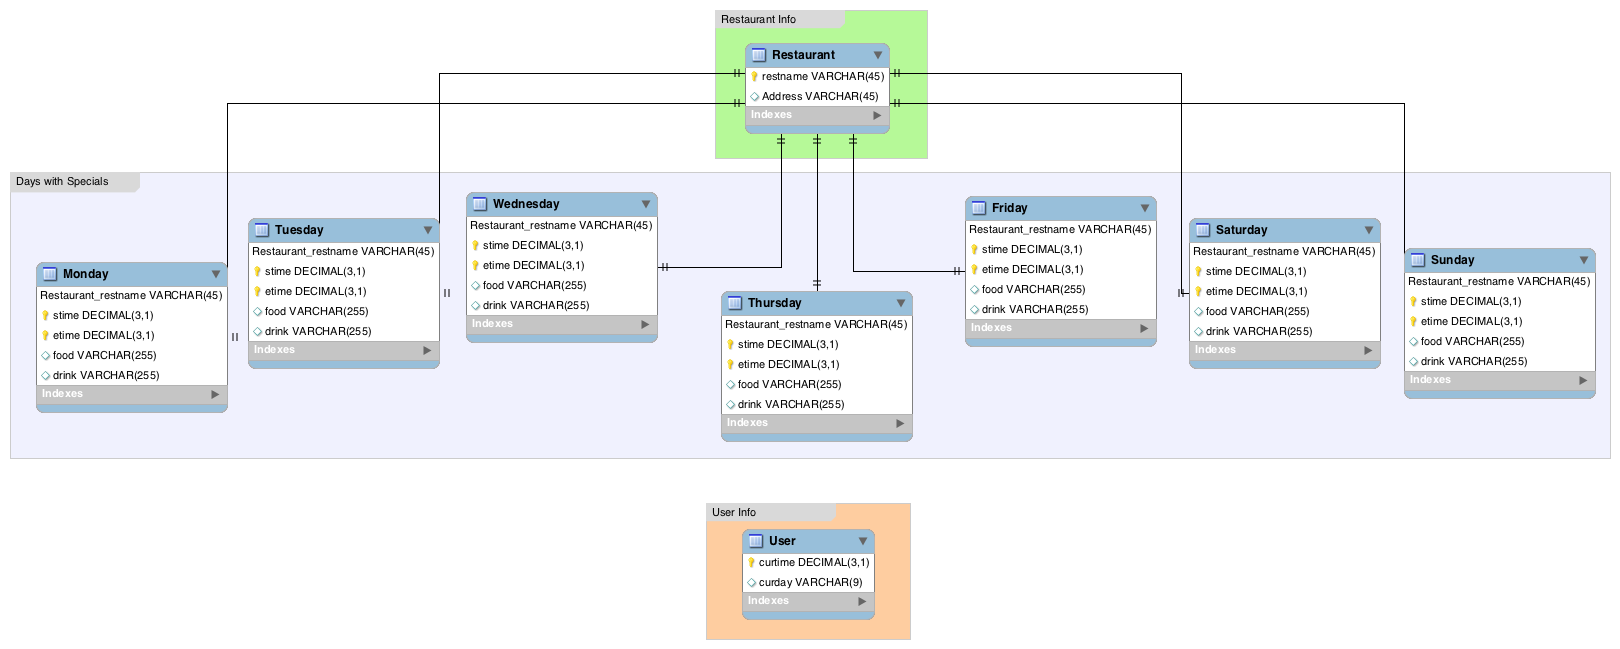 Restaurant Info
Restaurant
restname VARCHAR(45)
Address VARCHAR(45)
Indexes
Days with Specials
Monday
Restaurant_restname VARCHAR(45)
stime DECIMAL(3,1)
etime DECIMAL(3,1)
food VARCHAR(255)
drink VARCHAR(255)
Indexes
Tuesday
Restaurant_restname VARCHAR(45)
stime DECIMAL(3,1)
etime DECIMAL(3,1)
food VARCHAR(255)
drink VARCHAR(255)
Indexes
Wednesday
Restaurant_restname VARCHAR(45)
stime DECIMAL(3,1)
etime DECIMAL(3,1)
food VARCHAR(255)
drink VARCHAR(255)
Indexes
Thursday
Restaurant_restname VARCHAR(45)
stime DECIMAL(3,1)
etime DECIMAL(3,1)
food VARCHAR(255)
drink VARCHAR(255)
Indexes
Friday
Restaurant_restname VARCHAR(45)
stime DECIMAL(3,1)
etime DECIMAL(3,1)
food VARCHAR(255)
drink VARCHAR(255)
Indexes
Saturday
Restaurant_restname VARCHAR(45)
stime DECIMAL(3,1)
etime DECIMAL(3,1)
food VARCHAR(255)
drink VARCHAR(255)
Indexes
Sunday
Restaurant_restname VARCHAR(45)
stime DECIMAL(3,1)
etime DECIMAL(3,1)
food VARCHAR(255)
drink VARCHAR(255)
Indexes
User Info
User
curtime DECIMAL(3,1)
curday VARCHAR(9)
Indexes